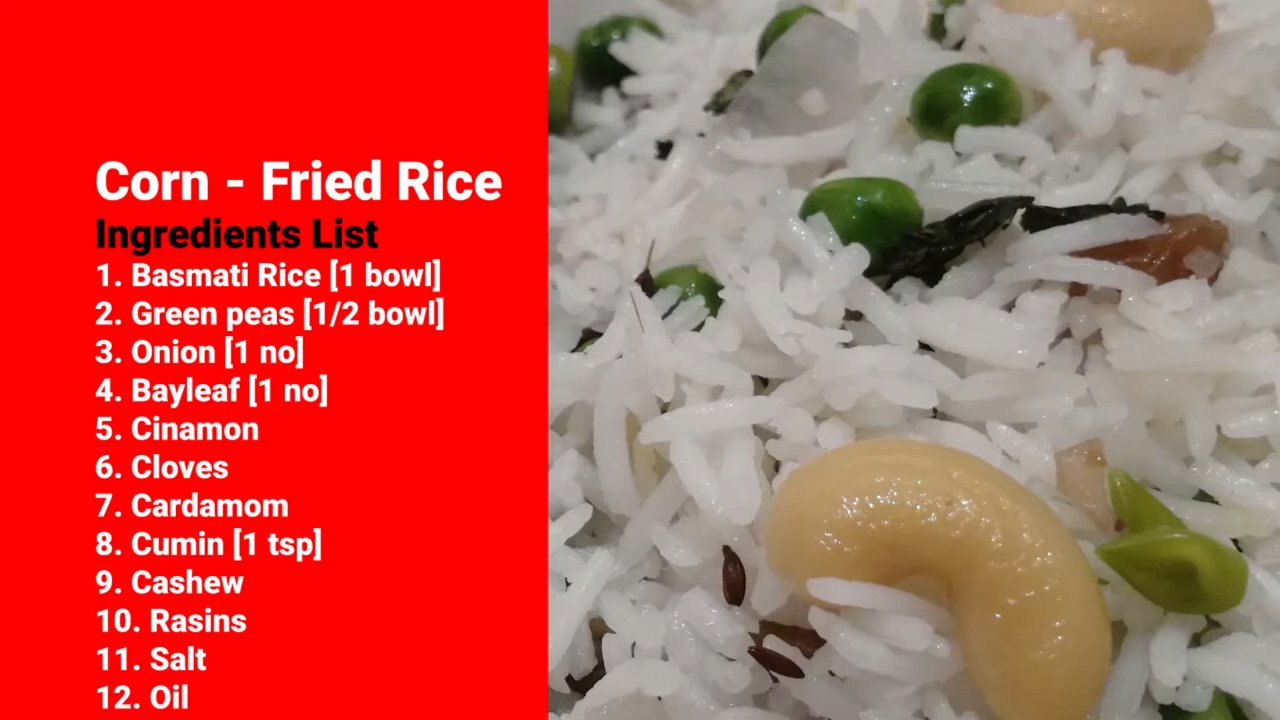 Corn - Fried Rice
Ingredients List
1. Basmati Rice [1 bowl]
2. Green peas [1/2 bowl]
3. Onion [1 no]
4. Bayleaf [1 no]
5. Cinamon
6. Cloves
7. Cardamom
8. Cumin [1 tsp]
9. Cashew
10. Rasins
11. Salt
12. Oil